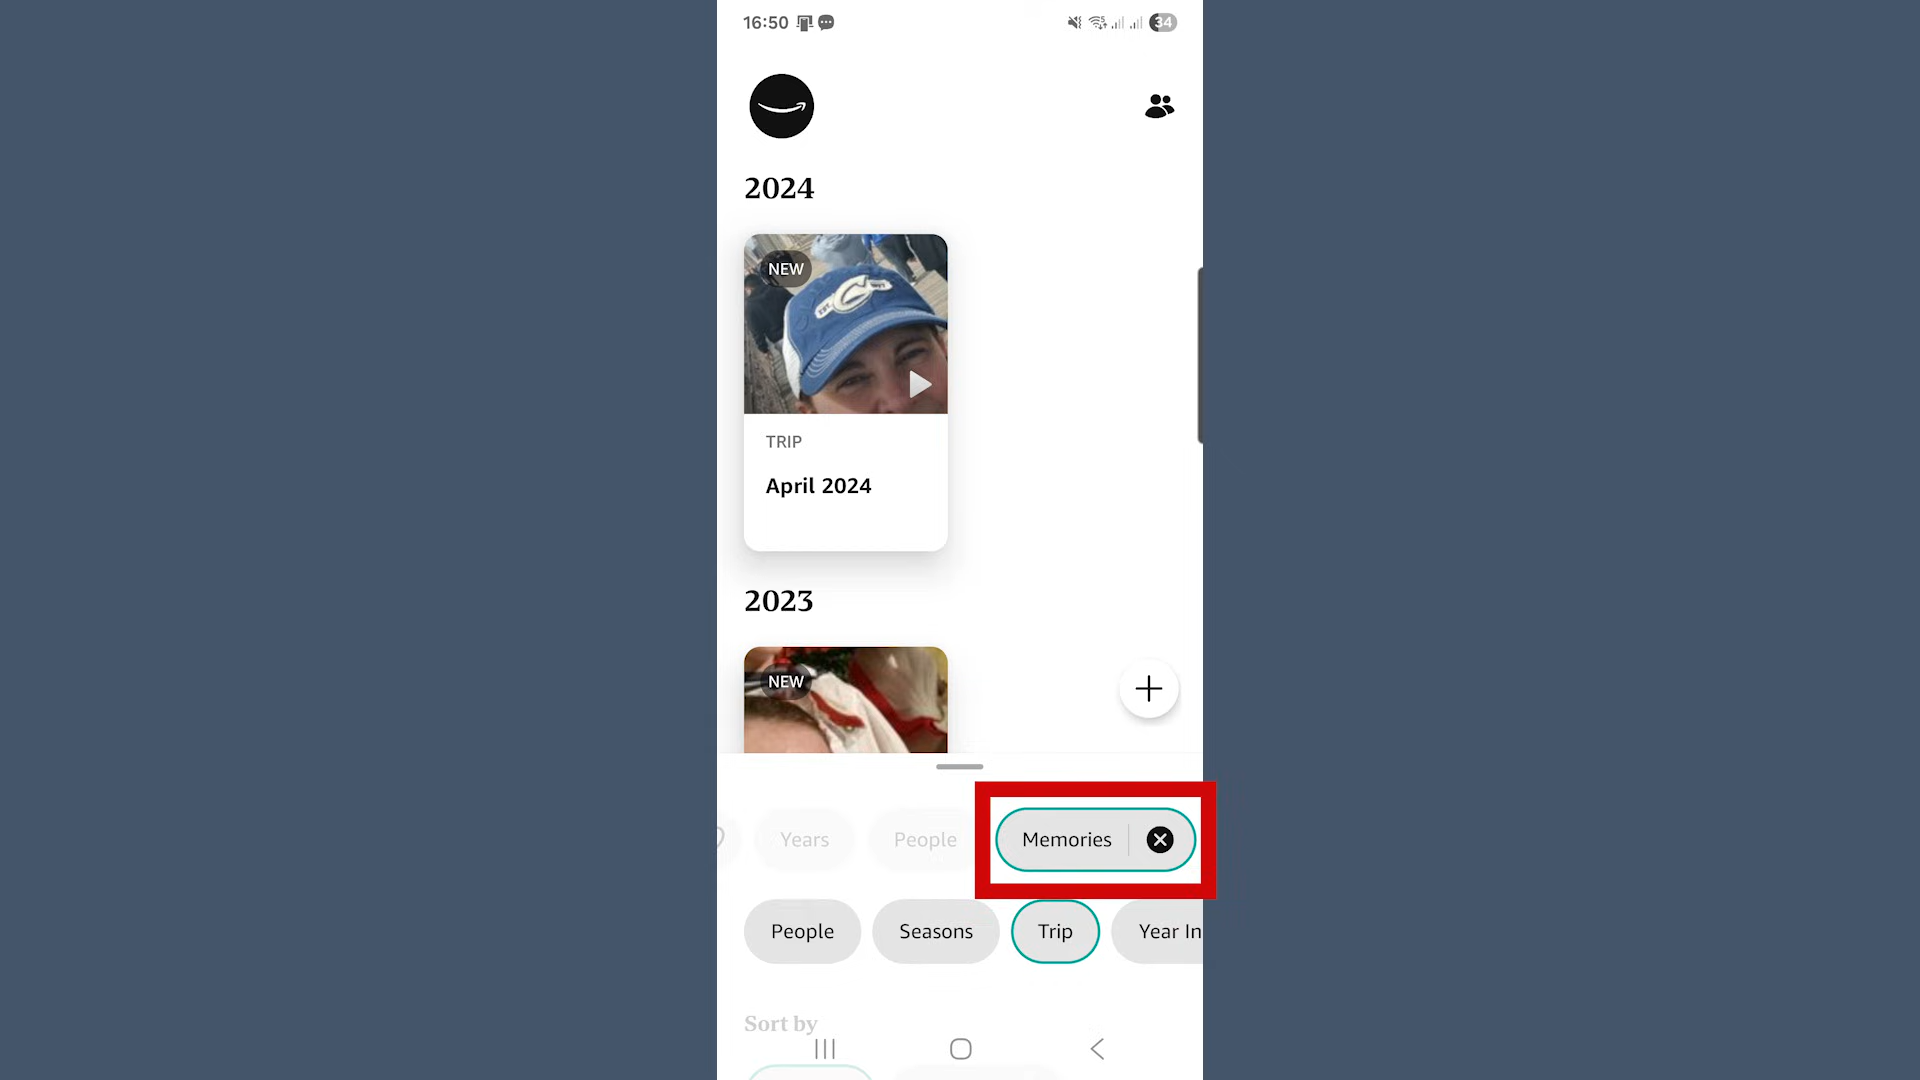 16:50
34
2024
NEW
TRIP
April 2024
2023
NEW
Years People Memories
People Seasons Trip Year In
Sort by